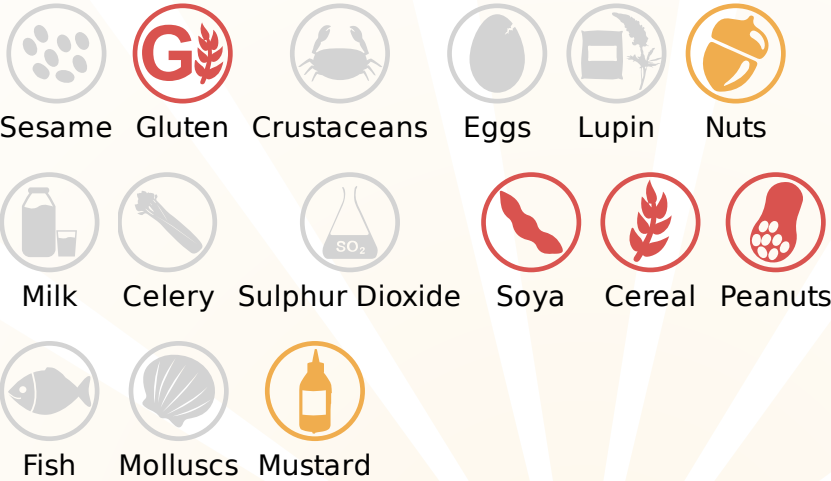 G
Sesame Gluten Crustaceans Eggs Lupin Nuts
SO₂
Milk Celery Sulphur Dioxide Soya Cereal Peanuts
Fish Molluscs Mustard